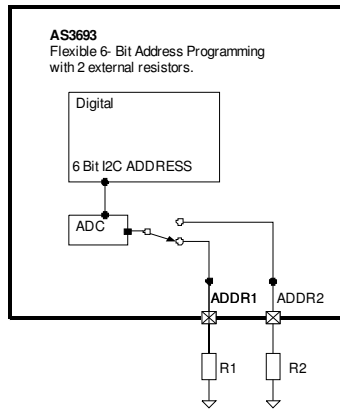 AS3693
Flexible 6- Bit Address Programming
with 2 external resistors.
Digital
6 Bit I2C ADDRESS
ADC
ADDR1
ADDR2
R1
R2